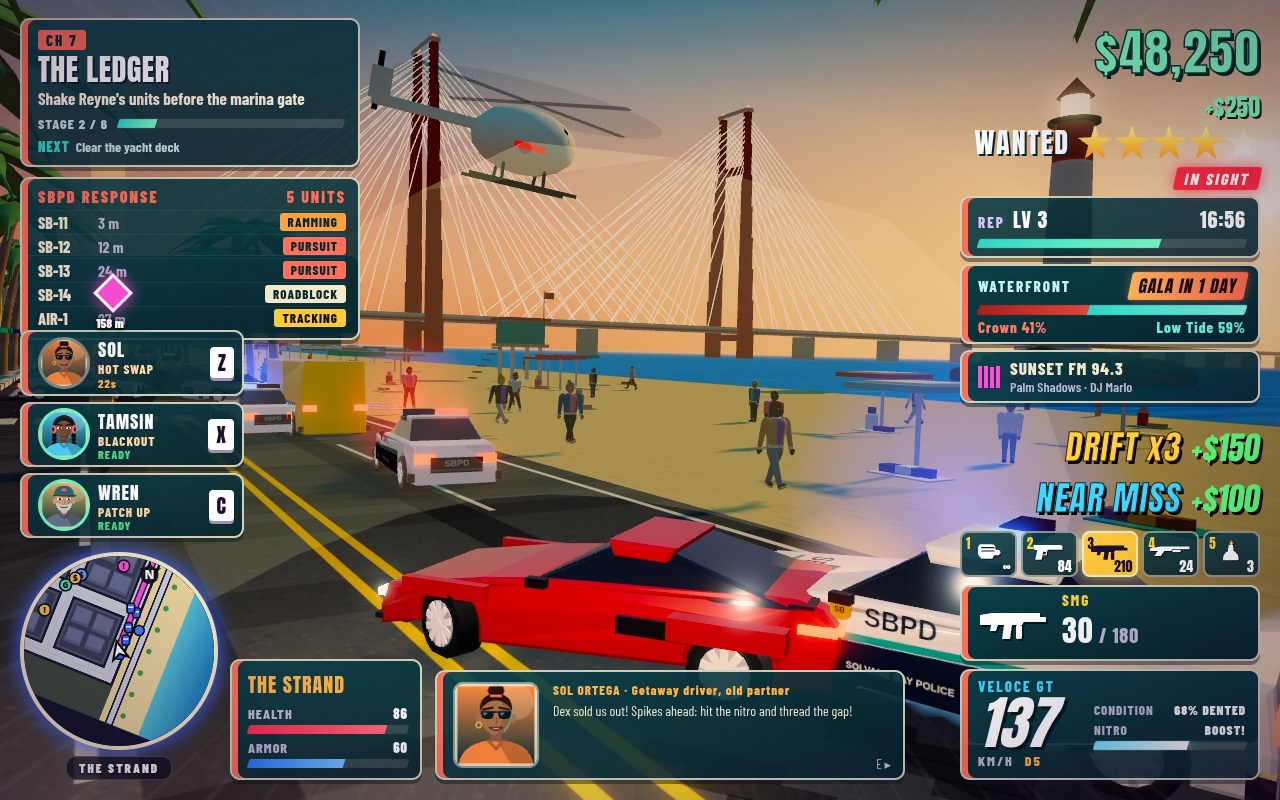 CH 7
THE LEDGER
Shake Reyne's units before the marina gate
STAGE 2 / 6
NEXT Clear the yacht deck
SBPD RESPONSE 5 UNITS
SB-11 3 m RAMMING
SB-12 12 m PURSUIT
SB-13 24 m PURSUIT
SB-14 ROADBLOCK
AIR-1 TRACKING
158 m
SOL
HOT SWAP
22s
Z
TAMSIN
BLACKOUT
READY
X
WREN
PATCH UP
READY
C
N
THE STRAND
THE STRAND
HEALTH 86
ARMOR 60
SOL ORTEGA · Getaway driver, old partner
Dex sold us out! Spikes ahead: hit the nitro and thread the gap!
E ▸
$48,250
+$250
WANTED
IN SIGHT
REP LV 3 16:56
WATERFRONT GALA IN 1 DAY
Crown 41% Low Tide 59%
SUNSET FM 94.3
Palm Shadows · DJ Marlo
DRIFT X3 +$150
NEAR MISS +$100
1 ∞
2 84
3 210
4 24
5 3
SMG
30 / 180
VELOCE GT
137
KM/H D5
CONDITION 68% DENTED
NITRO BOOST!
SBPD
SBPD
SBPD
SB
POLICE